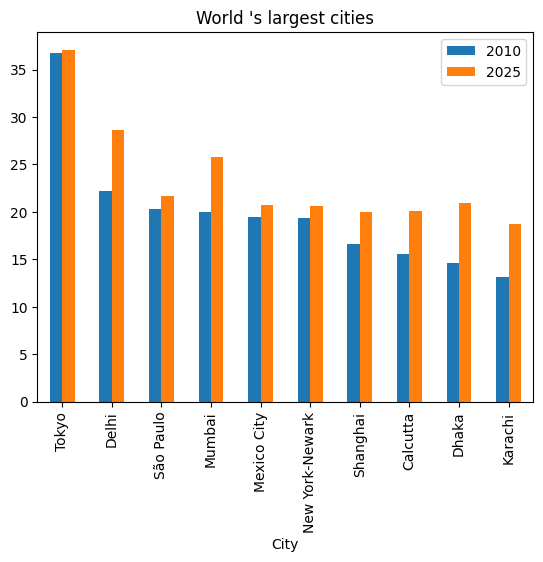 World 's largest cities
2010
2025
35
30
25
20
15
10
5
0
Tokyo
Delhi
São Paulo
Mumbai
Mexico City
New York-Newark
Shanghai
Calcutta
Dhaka
Karachi
City